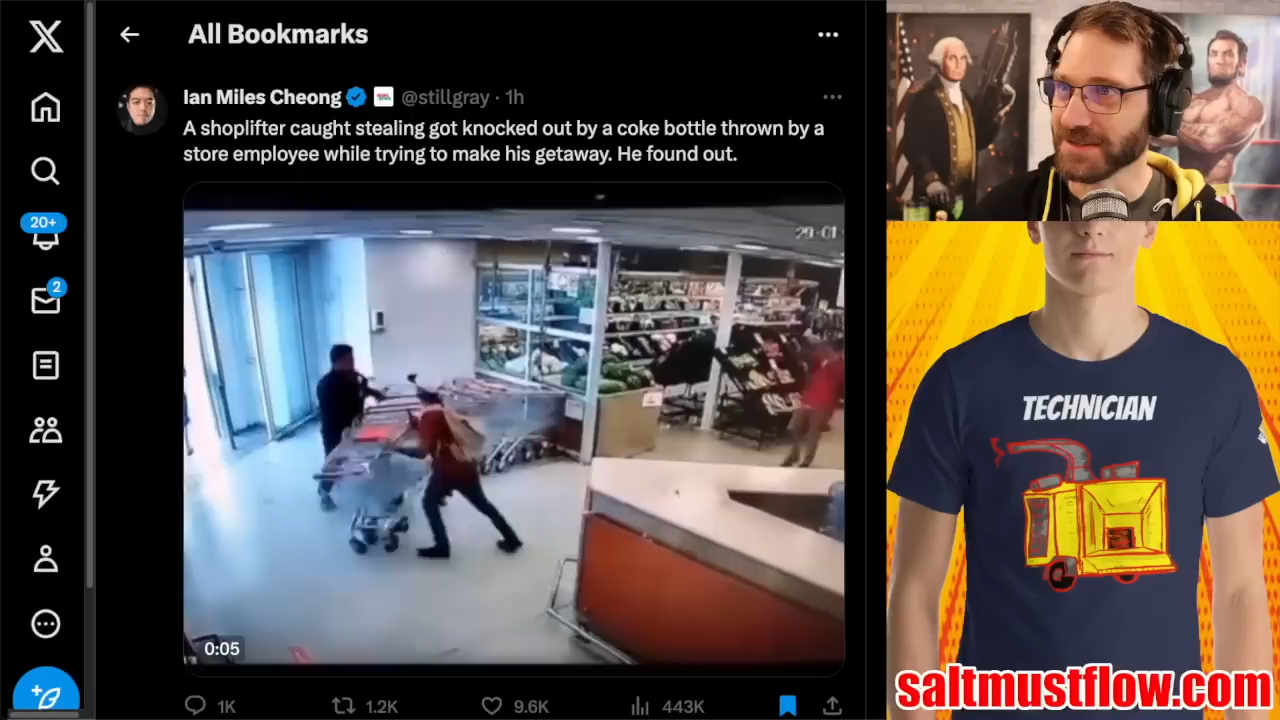 All Bookmarks
Ian Miles Cheong @stillgray · 1h
A shoplifter caught stealing got knocked out by a coke bottle thrown by a
store employee while trying to make his getaway. He found out.
20+
2
29-01
0:05
1K
1.2K
9.6K
443K
TECHNICIAN
saltmustflow.com